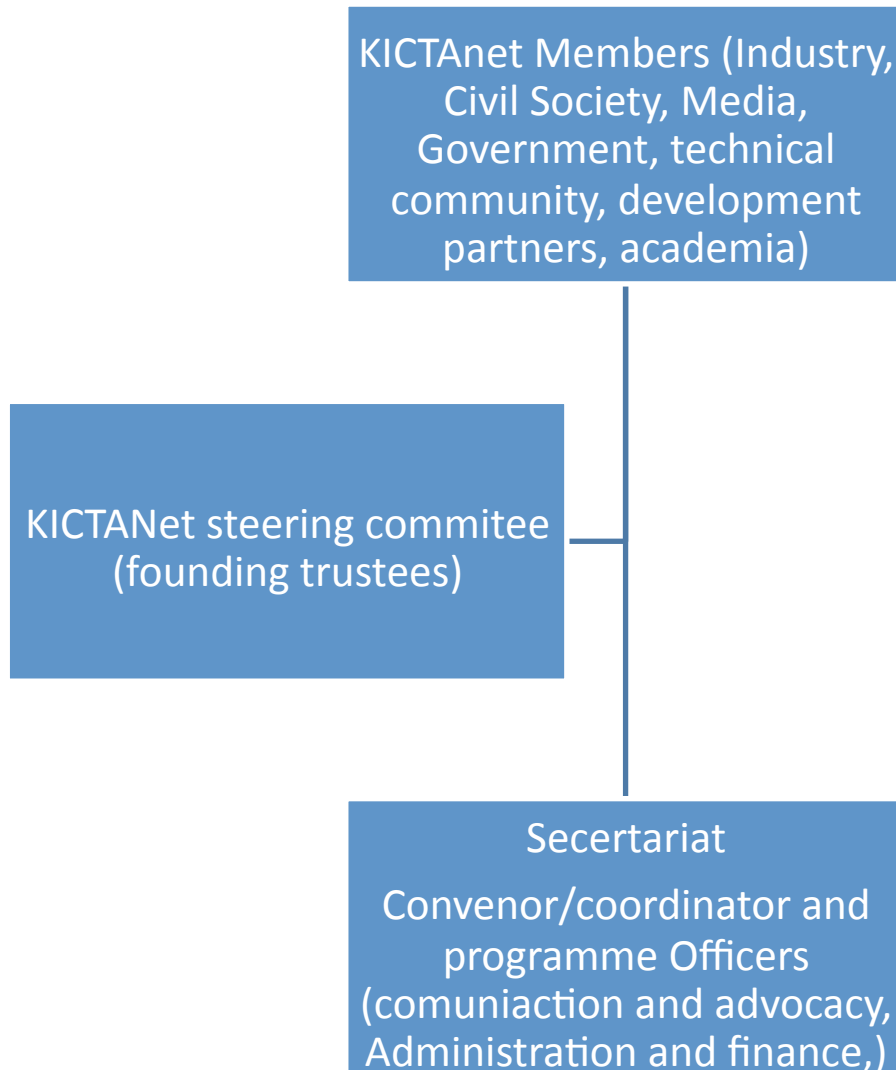 KICTAnet Members (Industry,
Civil Society, Media,
Government, technical
community, development
partners, academia)
KICTANet steering commitee
(founding trustees)
Secertariat
Convenor/coordinator and
programme Officers
(comuniaction and advocacy,
Administration and finance,)